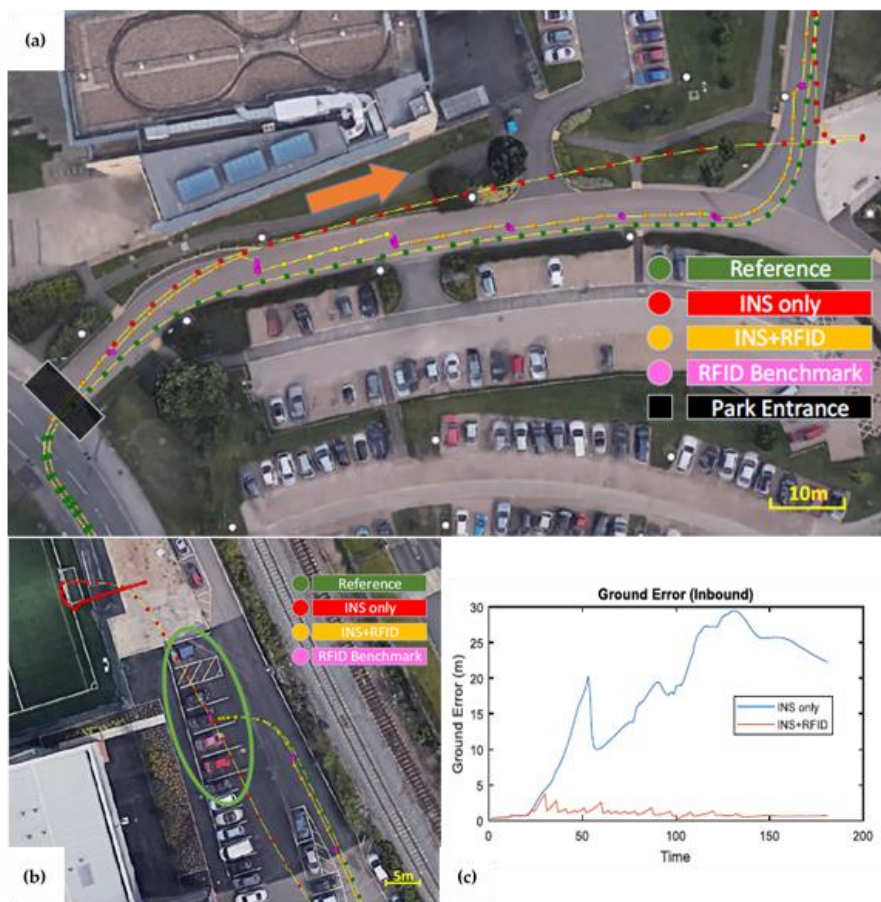 (a)
Reference
INS only
INS+RFID
RFID Benchmark
Park Entrance
10m
Reference
INS only
INS+RFID
RFID Benchmark
5m
(b)
Ground Error (Inbound)
Ground Error (m)
30
25
20
15
10
5
0
INS only
INS+RFID
0
50
100
150
200
Time
(c)